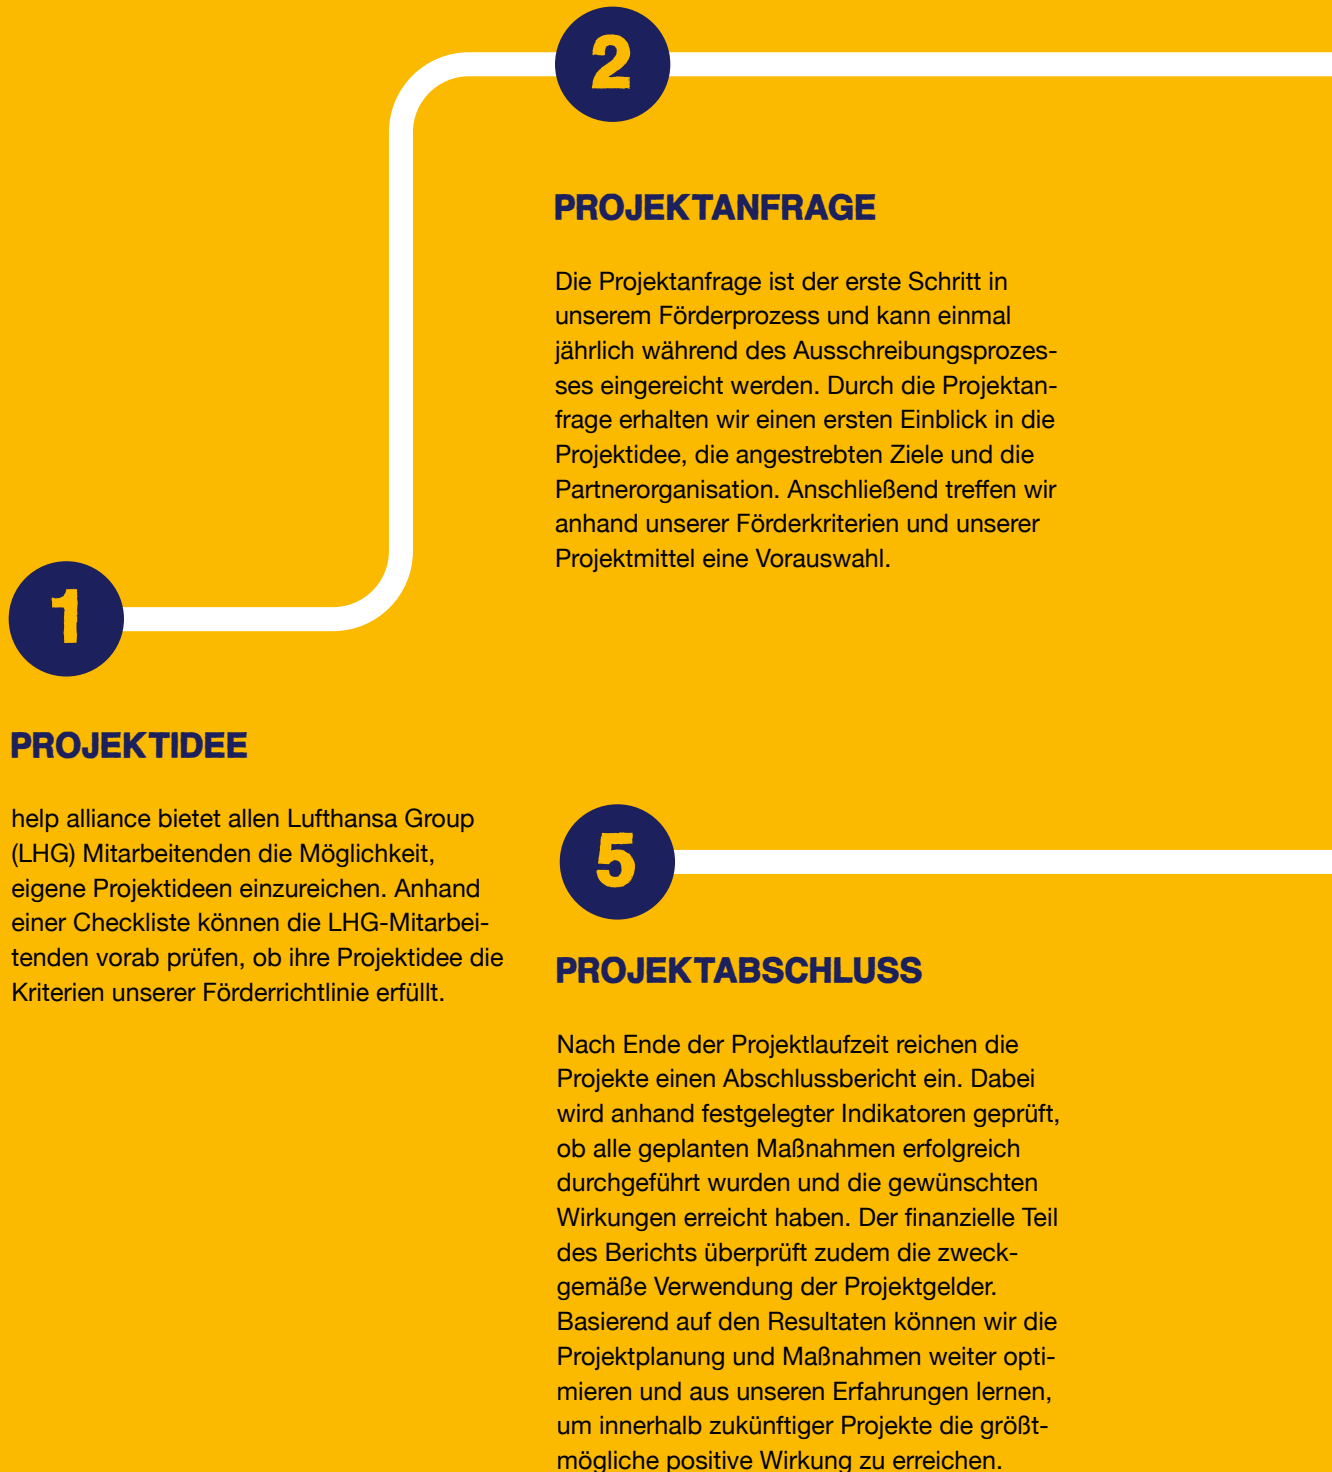 1
PROJEKTIDEE
help alliance bietet allen Lufthansa Group
(LHG) Mitarbeitenden die Möglichkeit,
eigene Projektideen einzureichen. Anhand
einer Checkliste können die LHG-Mitarbei-
tenden vorab prüfen, ob ihre Projektidee die
Kriterien unserer Förderrichtlinie erfüllt.
2
PROJEKTANFRAGE
Die Projektanfrage ist der erste Schritt in
unserem Förderprozess und kann einmal
jährlich während des Ausschreibungsprozes-
ses eingereicht werden. Durch die Projektan-
frage erhalten wir einen ersten Einblick in die
Projektidee, die angestrebten Ziele und die
Partnerorganisation. Anschließend treffen wir
anhand unserer Förderkriterien und unserer
Projektmittel eine Vorauswahl.
5
PROJEKTABSCHLUSS
Nach Ende der Projektlaufzeit reichen die
Projekte einen Abschlussbericht ein. Dabei
wird anhand festgelegter Indikatoren geprüft,
ob alle geplanten Maßnahmen erfolgreich
durchgeführt wurden und die gewünschten
Wirkungen erreicht haben. Der finanzielle Teil
des Berichts überprüft zudem die zweck-
gemäße Verwendung der Projektgelder.
Basierend auf den Resultaten können wir die
Projektplanung und Maßnahmen weiter opti-
mieren und aus unseren Erfahrungen lernen,
um innerhalb zukünftiger Projekte die größt-
mögliche positive Wirkung zu erreichen.